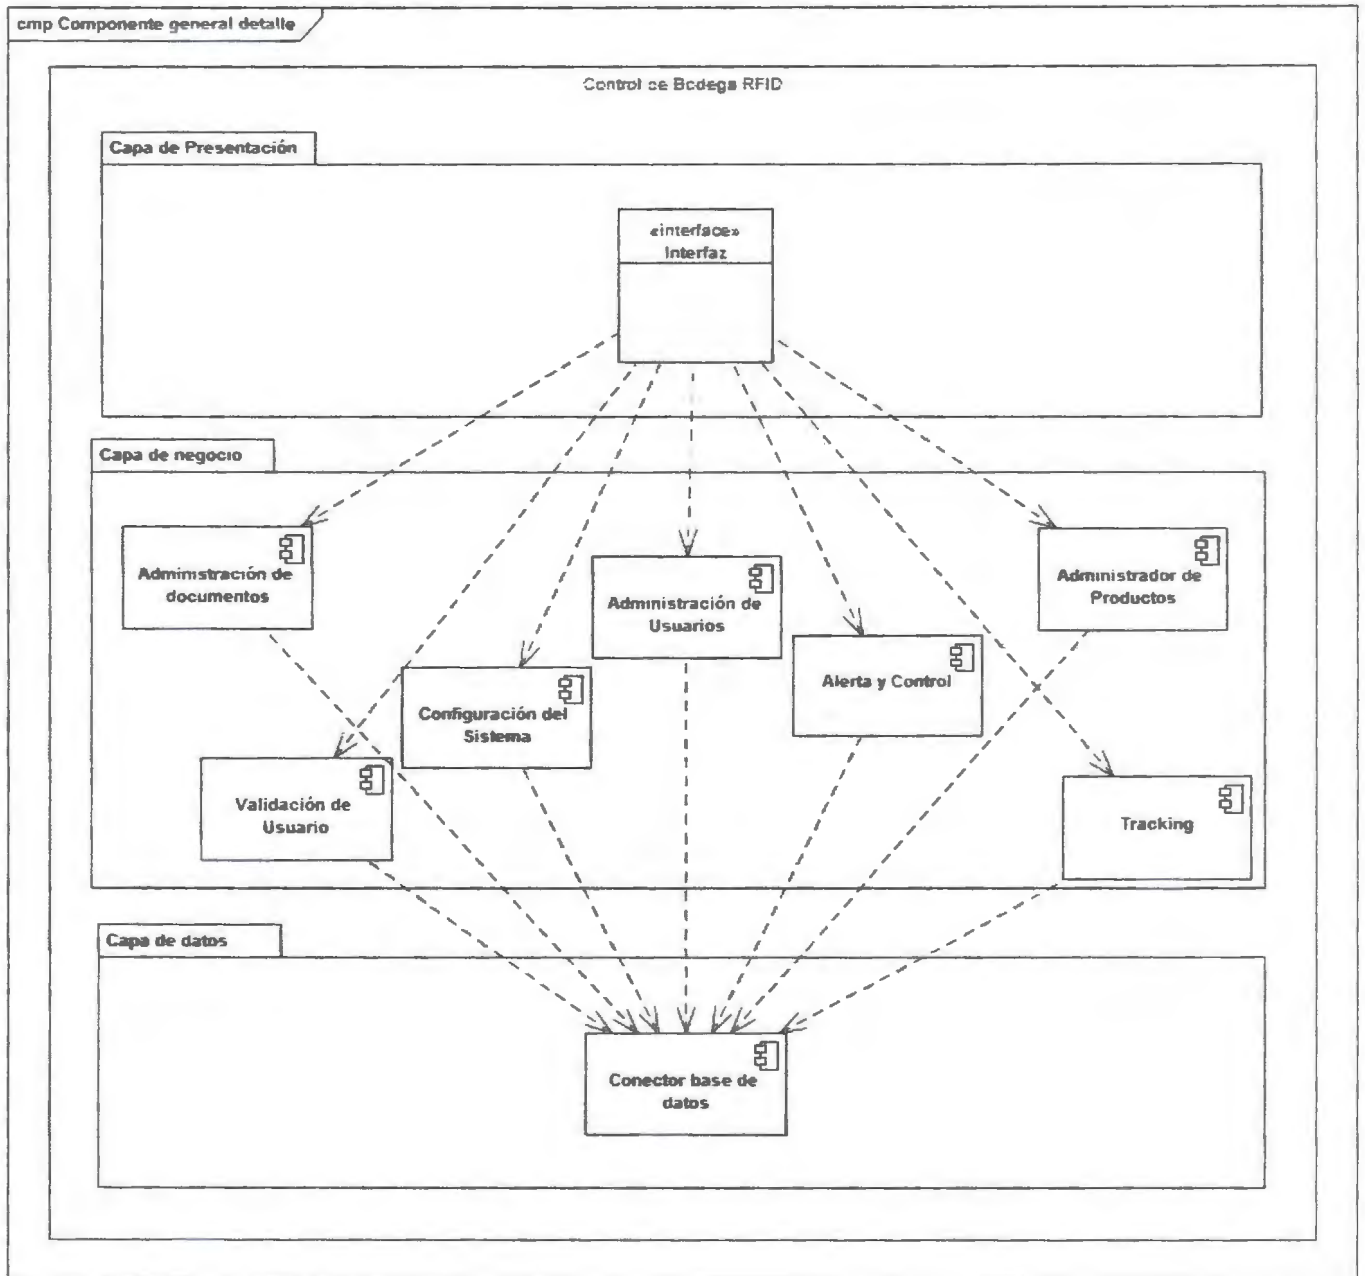 cmp Componente general detalle
Control de Bodega RFID
Capa de Presentación
«interface»
Interfaz
Capa de negocio
Administración de
documentos
Administración de
Usuarios
Administrador de
Productos
Alerta y Control
Configuración del
Sistema
Validación de
Usuario
Tracking
Capa de datos
Conector base de
datos